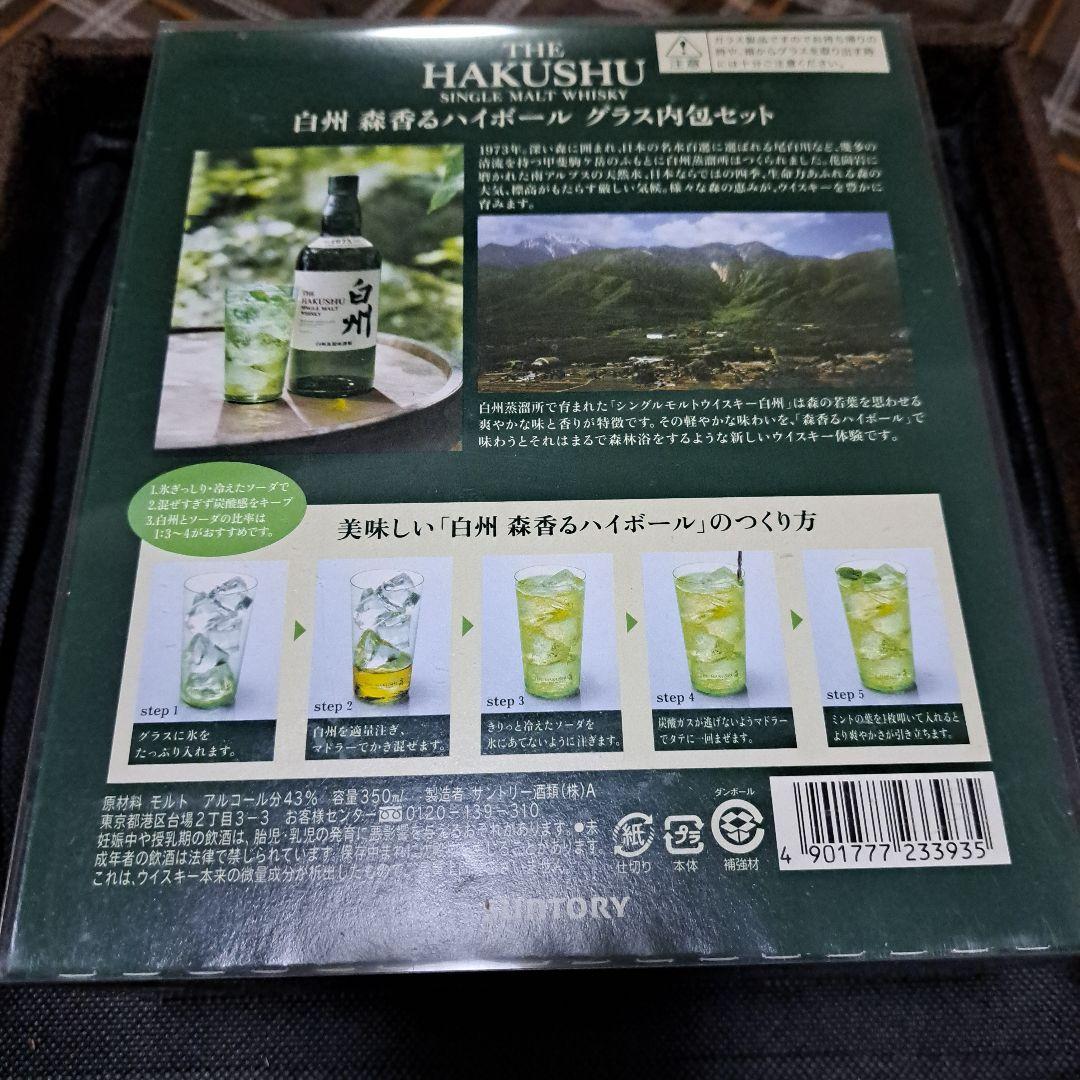 THE
HAKUSHU
SINGLE MALT WHISKY
注意
ガラス製品ですのでお持ち帰りの
時や、箱からグラスを取り出す時
には十分ご注意ください。
白州 森香るハイボール グラス内包セット
1973年。深い森に囲まれ、日本の名水百選に選ばれる尾白川など、幾多の
清流を持つ甲斐駒ケ岳のふもとに白州蒸溜所はつくられました。花崗岩に
磨かれた南アルプスの天然水、日本ならではの四季、生命力あふれる森の
大気、標高がもたらす厳しい気候。様々な森の恵みが、ウイスキーを豊かに
育みます。
1973
THE
HAKUSHU
SINGLE MALT
WHISKY
白州
白州蒸溜所で育まれた「シングルモルトウイスキー白州」は森の若葉を思わせる
爽やかな味と香りが特徴です。その軽やかな味わいを、「森香るハイボール」で
味わうとそれはまるで森林浴をするような新しいウイスキー体験です。
1.氷ぎっしり・冷えたソーダで
2.混ぜすぎず炭酸感をキープ
3.白州とソーダの比率は
1:3～4がおすすめです。
美味しい「白州 森香るハイボール」のつくり方
step 1
グラスに氷を
たっぷり入れます。
step 2
白州を適量注ぎ、
マドラーでかき混ぜます。
step 3
きりっと冷えたソーダを
氷にあてないように注ぎます。
step 4
炭酸ガスが逃げないようマドラー
でタテに一回まぜます。
step 5
ミントの葉を1枚叩いて入れると
より爽やかさが引き立ちます。
原材料 モルト アルコール分43% 容量350ml 製造者 サントリー酒類(株)A
東京都港区台場2丁目3-3 お客様センター 0120-139-310
妊娠中や授乳期の飲酒は、胎児・乳児の発育に悪影響を与えるおそれがあります。●未
成年者の飲酒は法律で禁じられています。
これは、ウイスキー本来の微量成分が析出した
紙
仕切り
プラ
本体
ダンボール
補強材
4 901777 233935
SUNTORY